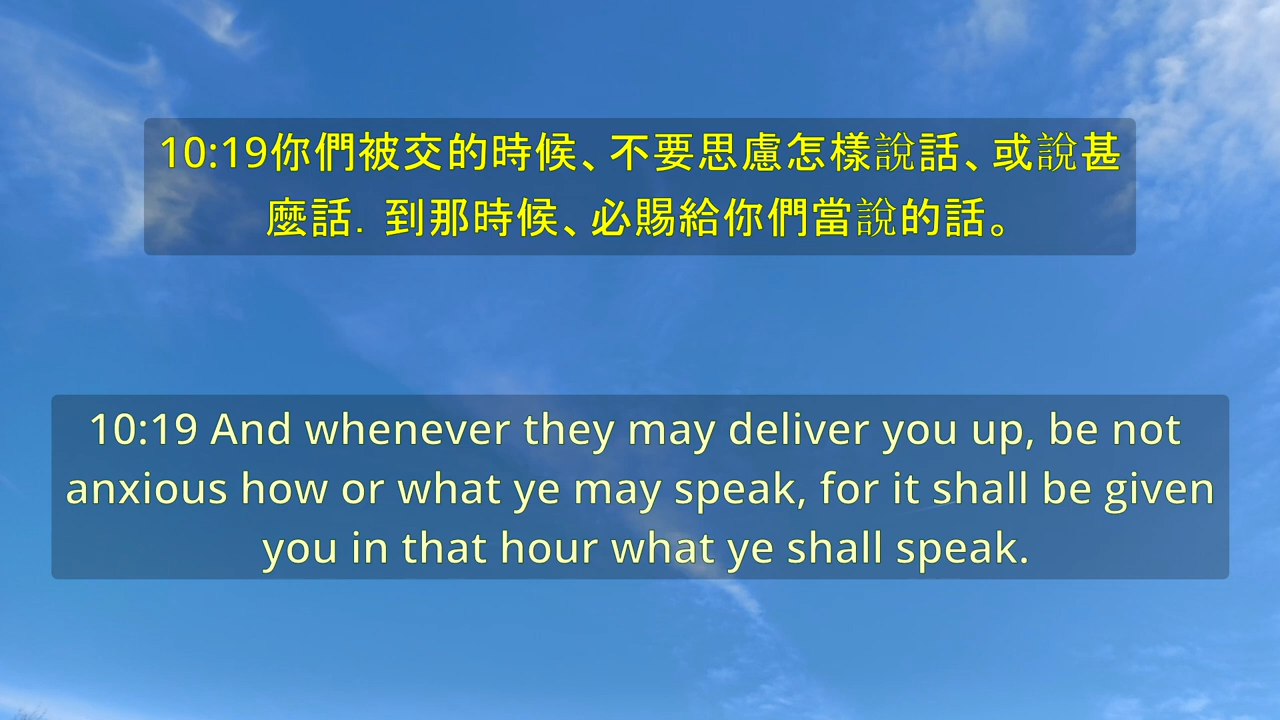 10:19你們被交的時候、不要思慮怎樣說話、或說甚
麼話. 到那時候、必賜給你們當說的話。
10:19 And whenever they may deliver you up, be not
anxious how or what ye may speak, for it shall be given
you in that hour what ye shall speak.